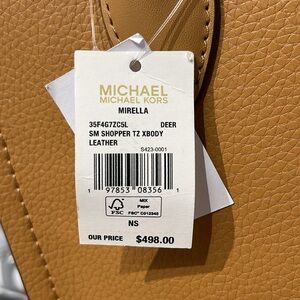 MICHAEL
MICHAEL KORS
MIRELLA
35F4G7ZC5L DEER
SM SHOPPER TZ XBODY
LEATHER
S423-0001
1 97853 08356 1
FSC
MIX
Paper
FSC® C012348
NS
OUR PRICE $498.00